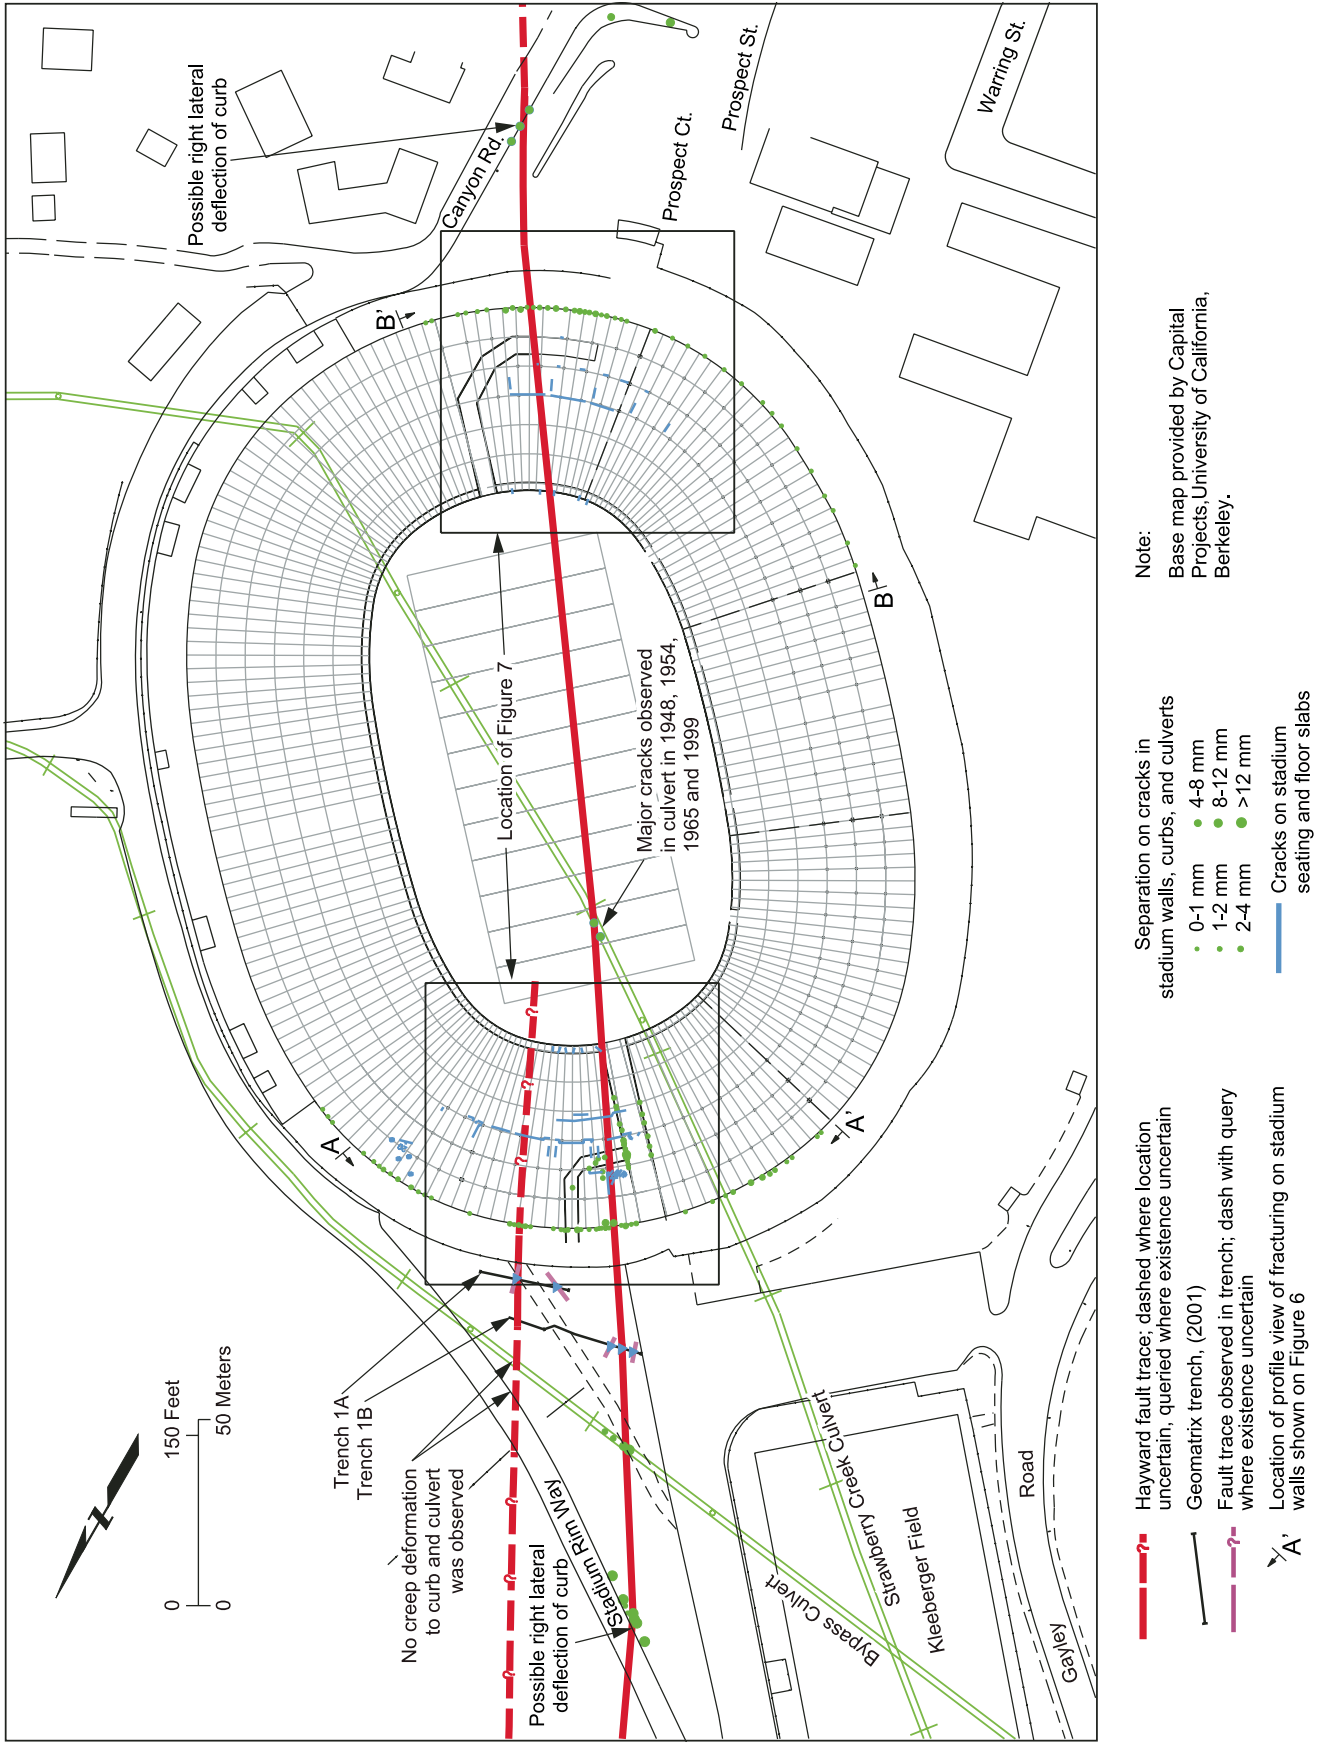 Possible right lateral
deflection of curb
Canyon Rd.
Prospect Ct.
Prospect St.
Warring St.
B'
B
Location of Figure 7
Major cracks observed
in culvert in 1948, 1954,
1965 and 1999
A
A'
150 Feet
0
50 Meters
0
N
Trench 1A
Trench 1B
No creep deformation
to curb and culvert
was observed
Possible right lateral
deflection of curb
Stadium Rim Way
Bypass Culvert
Strawberry Creek Culvert
Kleeberger Field
Gayley
Road
?
?
?
?
?
?
Hayward fault trace; dashed where location
uncertain, queried where existence uncertain
?
Geomatrix trench, (2001)
Fault trace observed in trench; dash with query
where existence uncertain
?
Location of profile view of fracturing on stadium
walls shown on Figure 6
A'
Separation on cracks in
stadium walls, curbs, and culverts
0-1 mm
1-2 mm
2-4 mm
4-8 mm
8-12 mm
>12 mm
Cracks on stadium
seating and floor slabs
Note:
Base map provided by Capital
Projects,University of California,
Berkeley.